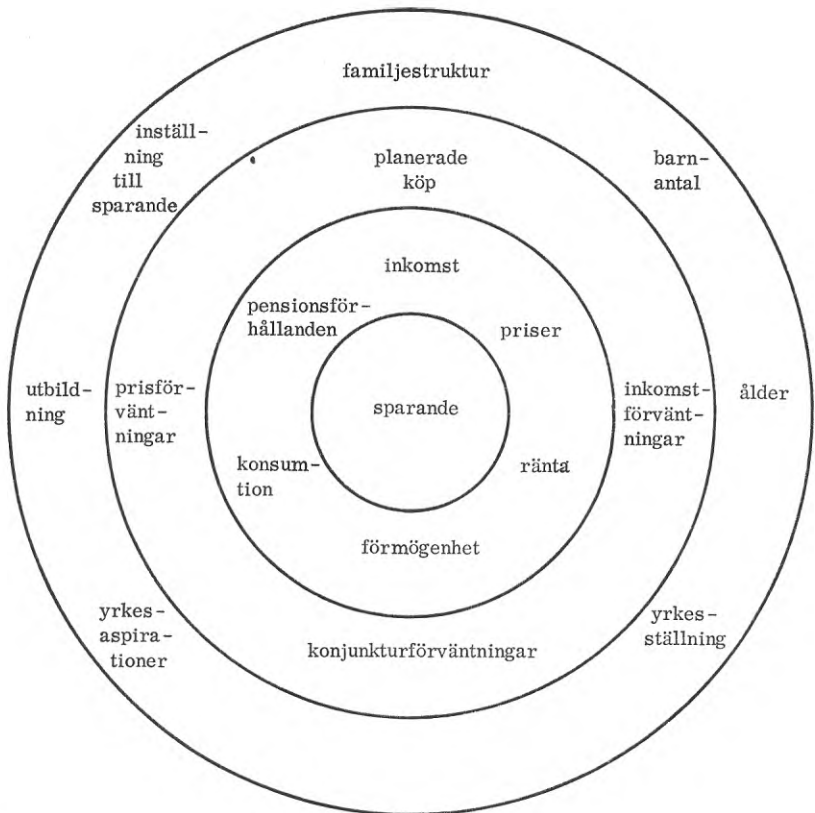 familjestruktur
inställ-
ning
till
sparande
planerade
köp
barn-
antal
inkomst
pensionsför-
hållanden
priser
utbild-
ning
prisför-
vänt-
ningar
sparande
inkomst-
förvänt-
ningar
ålder
konsum-
tion
ränta
förmögenhet
yrkes-
aspira-
tioner
konjunkturförväntningar
yrkes-
ställning